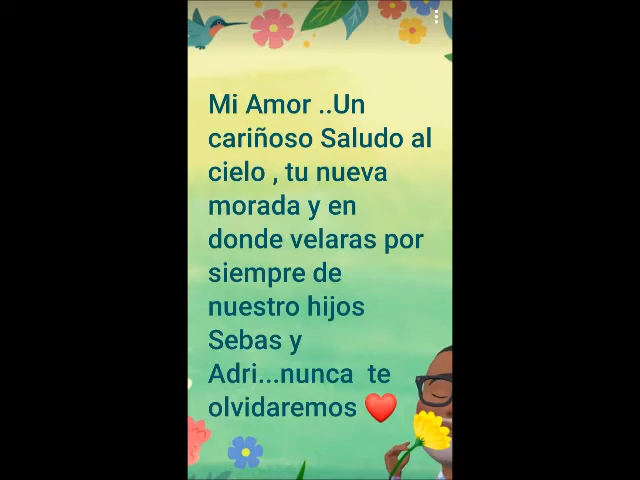 Mi Amor ..Un
cariñoso Saludo al
cielo , tu nueva
morada y en
donde velaras por
siempre de
nuestro hijos
Sebas y
Adri...nunca  te
olvidaremos ❤️